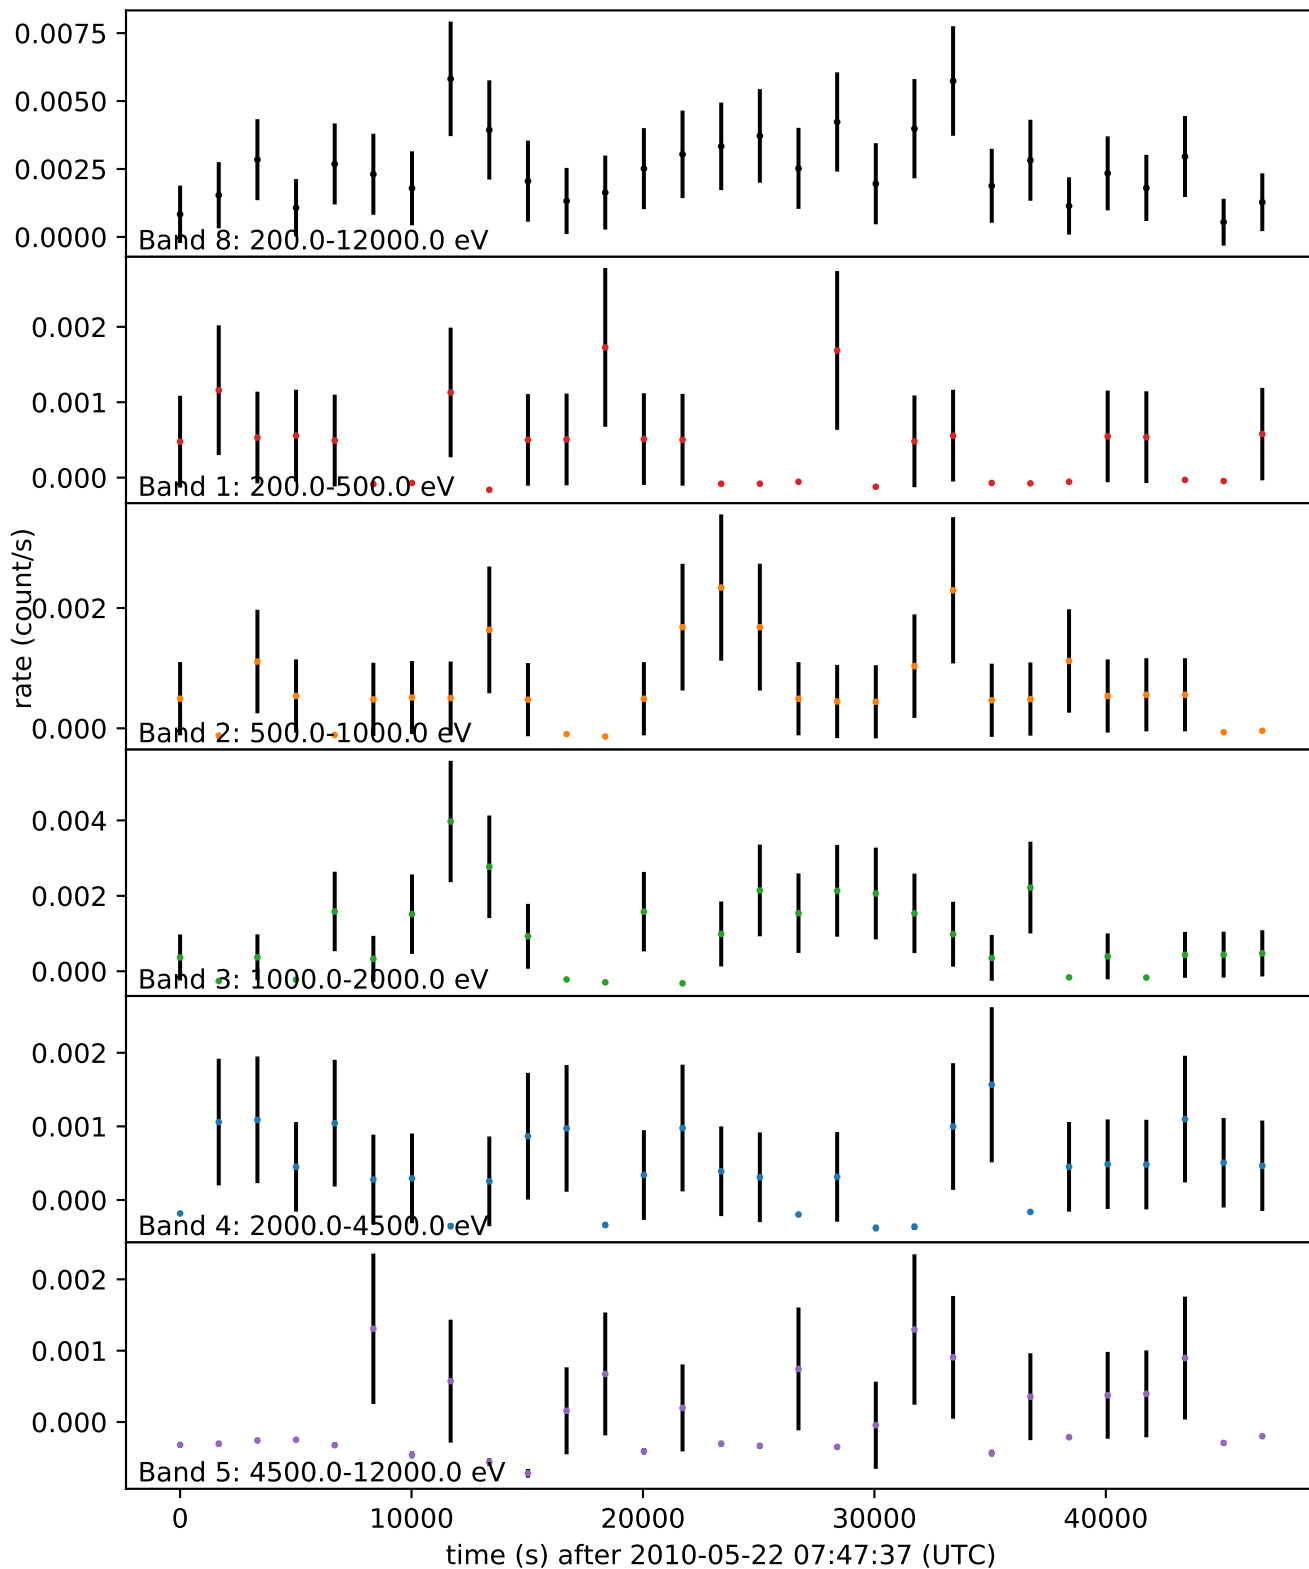 0.0075
0.0050
0.0025
0.0000
Band 8: 200.0-12000.0 eV
0.002
0.001
0.000
Band 1: 200.0-500.0 eV
rate (count/s)
0.002
0.000
Band 2: 500.0-1000.0 eV
0.004
0.002
0.000
Band 3: 1000.0-2000.0 eV
0.002
0.001
0.000
Band 4: 2000.0-4500.0 eV
0.002
0.001
0.000
Band 5: 4500.0-12000.0 eV
0 10000 20000 30000 40000
time (s) after 2010-05-22 07:47:37 (UTC)